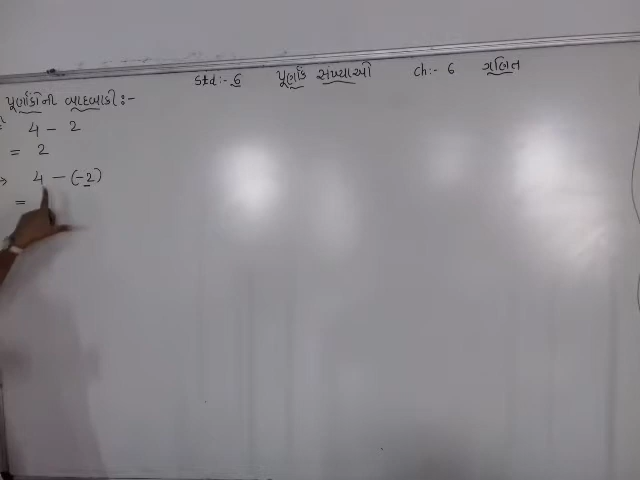 Std:- 6 પૂર્ણાંક સંખ્યાઓ ch:- 6 ગણિત
પૂર્ણાંકોની બાદબાકી:-
4 - 2
= 2
→ 4 - (-2)
=